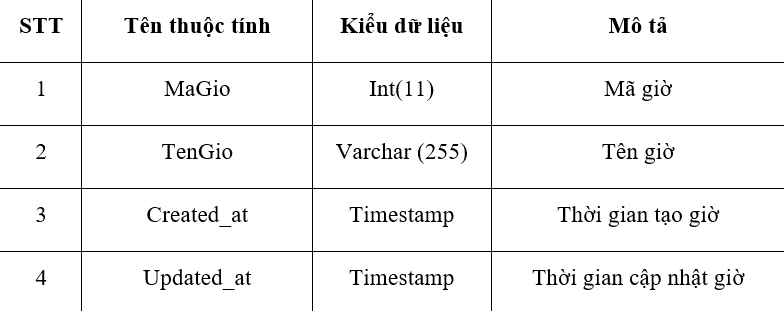 STT Tên thuộc tính Kiểu dữ liệu Mô tả
1 MaGio Int(11) Mã giờ
2 TenGio Varchar (255) Tên giờ
3 Created_at Timestamp Thời gian tạo giờ
4 Updated_at Timestamp Thời gian cập nhật giờ